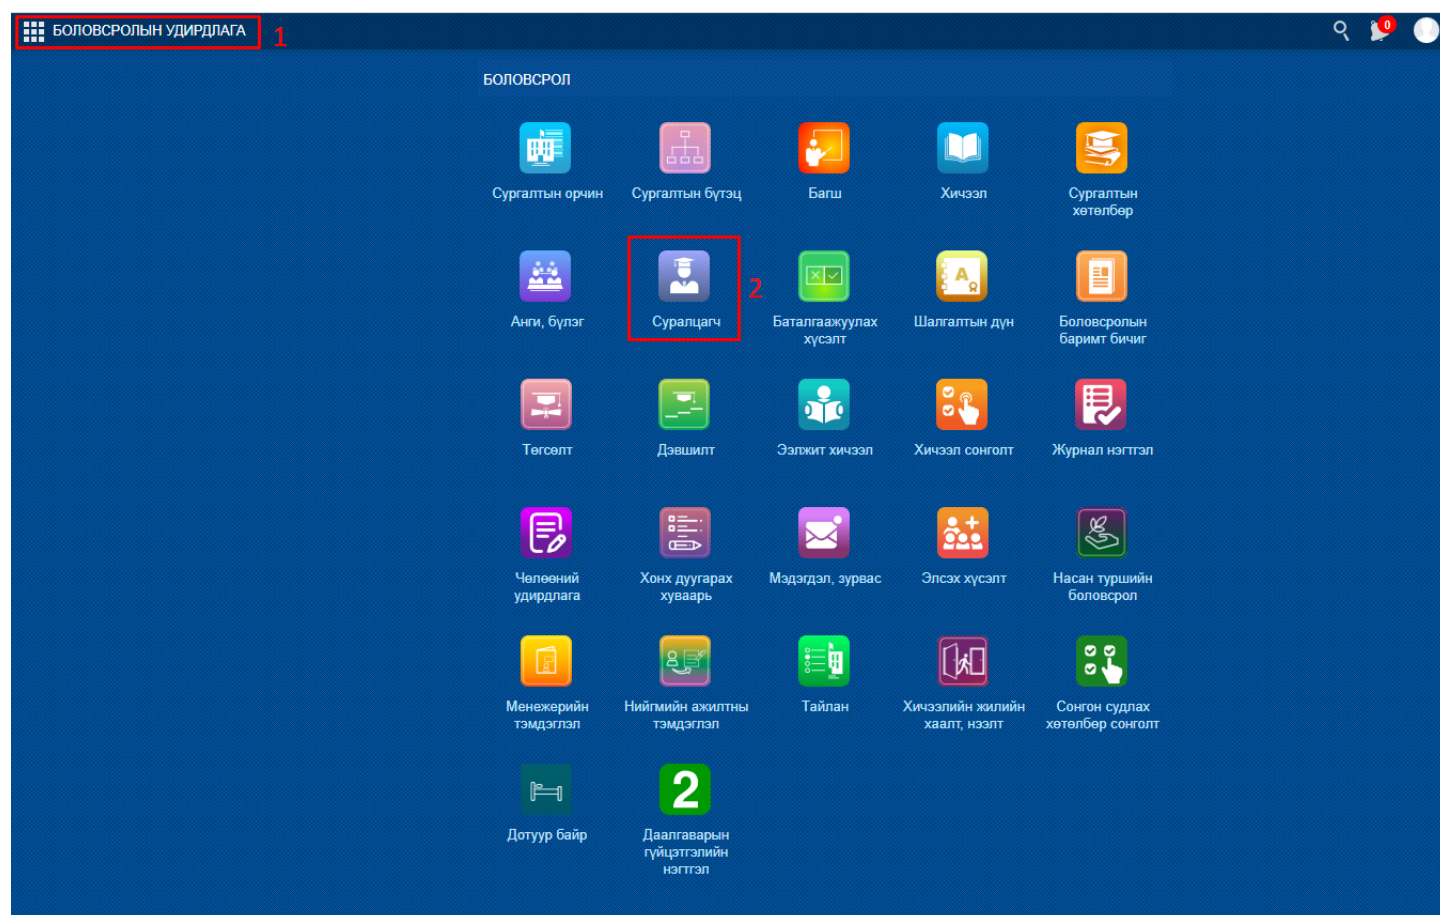 БОЛОВСРОЛЫН УДИРДЛАГА
1
0
БОЛОВСРОЛ
Сургалтын орчин
Сургалтын бүтэц
Багш
Хичээл
Сургалтын
хөтөлбөр
Анги, бүлэг
Суралцагч
2
Баталгаажуулах
хүсэлт
A
Шалгалтын дүн
Боловсролын
баримт бичиг
Төгсөлт
Дэвшилт
Ээлжит хичээл
Хичээл сонголт
Журнал нэгтгэл
Чөлөөний
удирдлага
Хонх дуугарах
хуваарь
Мэдэгдэл, зурвас
Элсэх хүсэлт
Насан туршийн
боловсрол
Менежерийн
тэмдэглэл
Нийгмийн ажилтны
тэмдэглэл
Тайлан
Хичээлийн жилийн
хаалт, нээлт
Сонгон судлах
хөтөлбөр сонголт
Дотуур байр
2
Даалгаварын
гүйцэтгэлийн
нэгтгэл